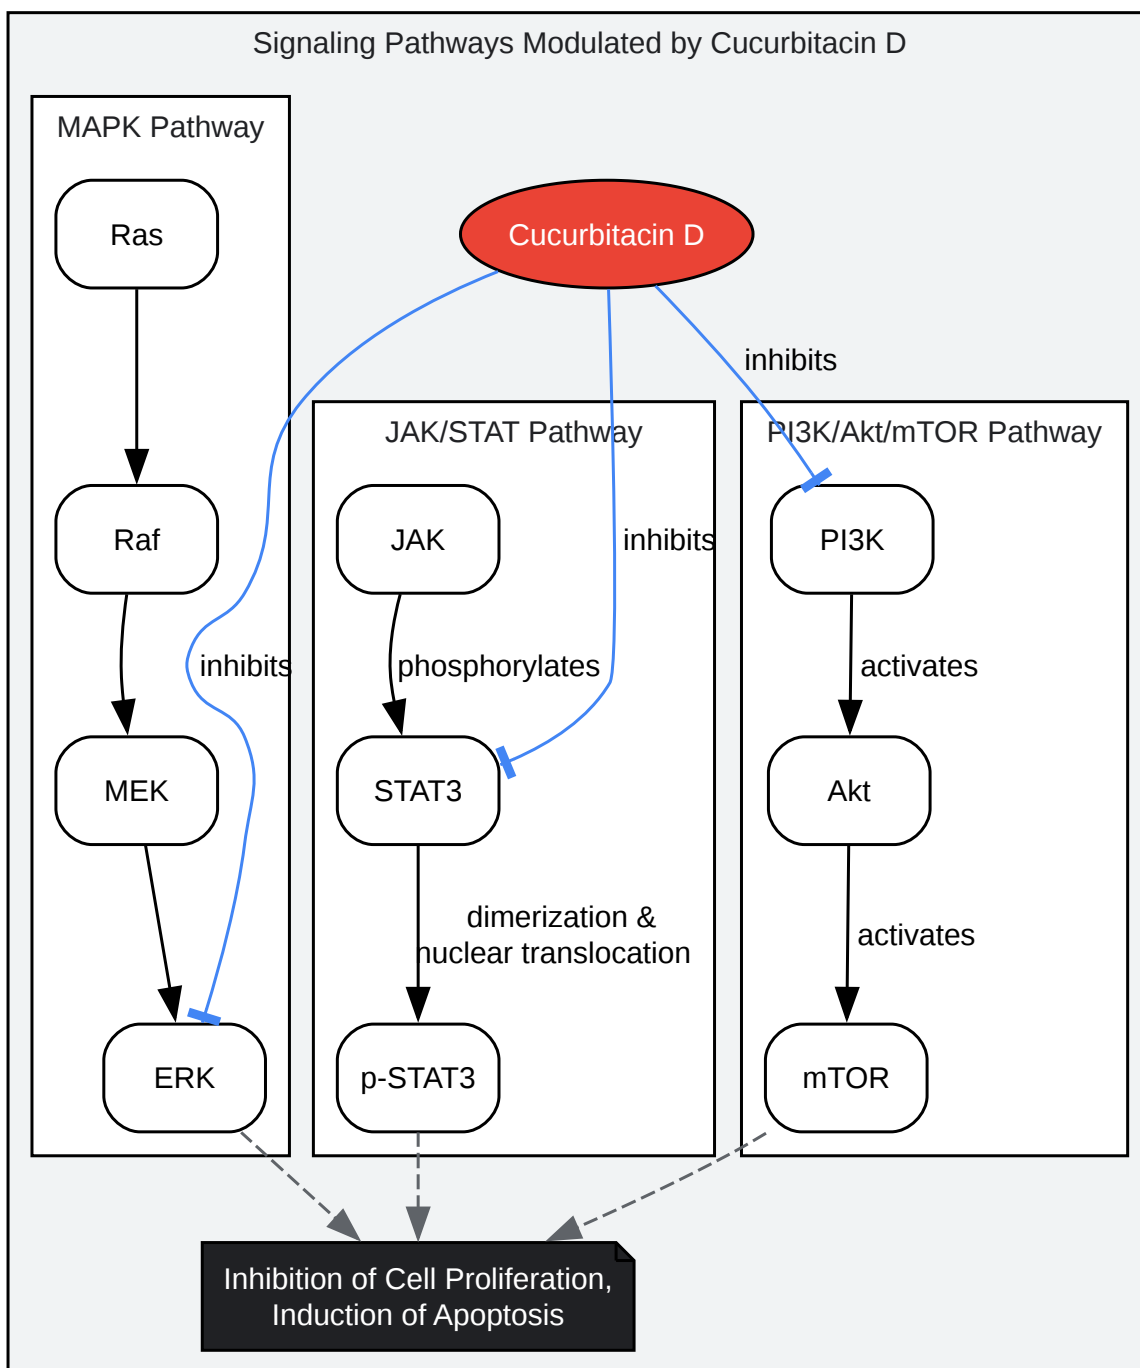 Signaling Pathways Modulated by Cucurbitacin D
MAPK Pathway
Ras
Cucurbitacin D
inhibits
JAK/STAT Pathway
PI3K/Akt/mTOR Pathway
Raf
JAK
inhibits
PI3K
inhibits
phosphorylates
activates
MEK
STAT3
Akt
dimerization &
nuclear translocation
activates
ERK
p-STAT3
mTOR
Inhibition of Cell Proliferation,
Induction of Apoptosis